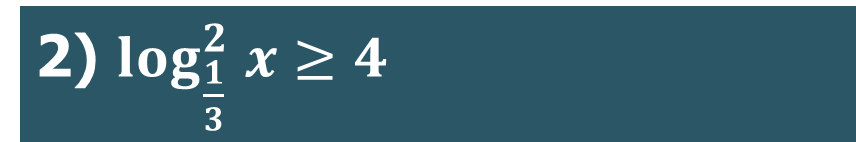 2) log²_{1/3} x ≥ 4